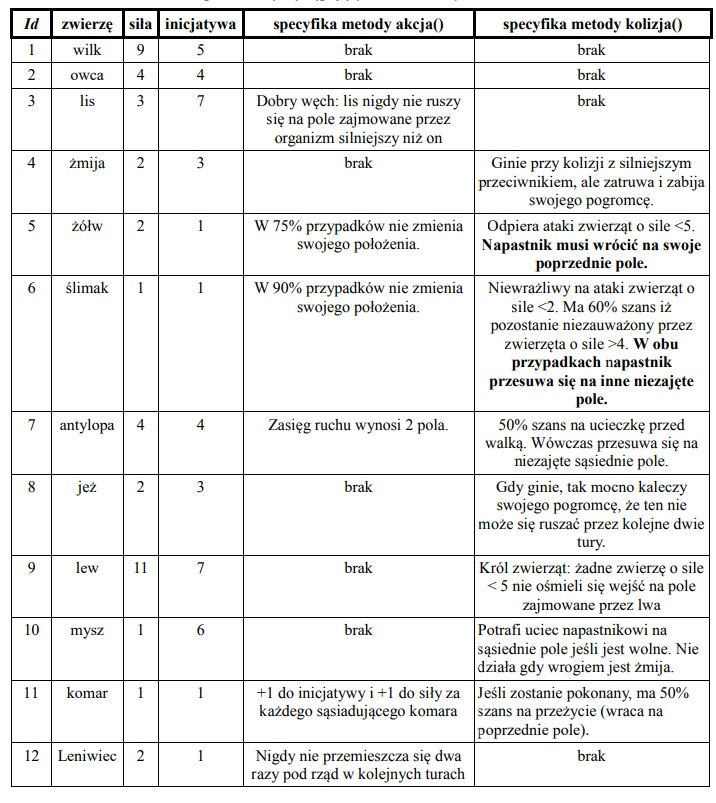 Id zwierzę siła inicjatywa specyfika metody akcja() specyfika metody kolizja()
1 wilk 9 5 brak brak
2 owca 4 4 brak brak
3 lis 3 7 Dobry węch: lis nigdy nie ruszy brak
się na pole zajmowane przez
organizm silniejszy niż on
4 żmija 2 3 brak Ginie przy kolizji z silniejszym
przeciwnikiem, ale zatruwa i zabija
swojego pogromcę.
5 żółw 2 1 W 75% przypadków nie zmienia Odpiera ataki zwierząt o sile <5.
swojego położenia. Napastnik musi wrócić na swoje
poprzednie pole.
6 ślimak 1 1 W 90% przypadków nie zmienia Niewrażliwy na ataki zwierząt o
swojego położenia. sile <2. Ma 60% szans iż
pozostanie niezauważony przez
zwierzęta o sile >4. W obu
przypadkach napastnik
przesuwa się na inne niezajęte
pole.
7 antylopa 4 4 Zasięg ruchu wynosi 2 pola. 50% szans na ucieczkę przed
walką. Wówczas przesuwa się na
niezajęte sąsiednie pole.
8 jeż 2 3 brak Gdy ginie, tak mocno kaleczy
swojego pogromcę, że ten nie
może się ruszać przez kolejne dwie
tury.
9 lew 11 7 brak Król zwierząt: żadne zwierzę o sile
< 5 nie ośmieli się wejść na pole
zajmowane przez lwa
10 mysz 1 6 brak Potrafi uciec napastnikowi na
sąsiednie pole jeśli jest wolne. Nie
działa gdy wrogiem jest żmija.
11 komar 1 1 +1 do inicjatywy i +1 do siły za Jeśli zostanie pokonany, ma 50%
każdego sąsiadującego komara szans na przeżycie (wraca na
poprzednie pole).
12 Leniwiec 2 1 Nigdy nie przemieszcza się dwa brak
razy pod rząd w kolejnych turach